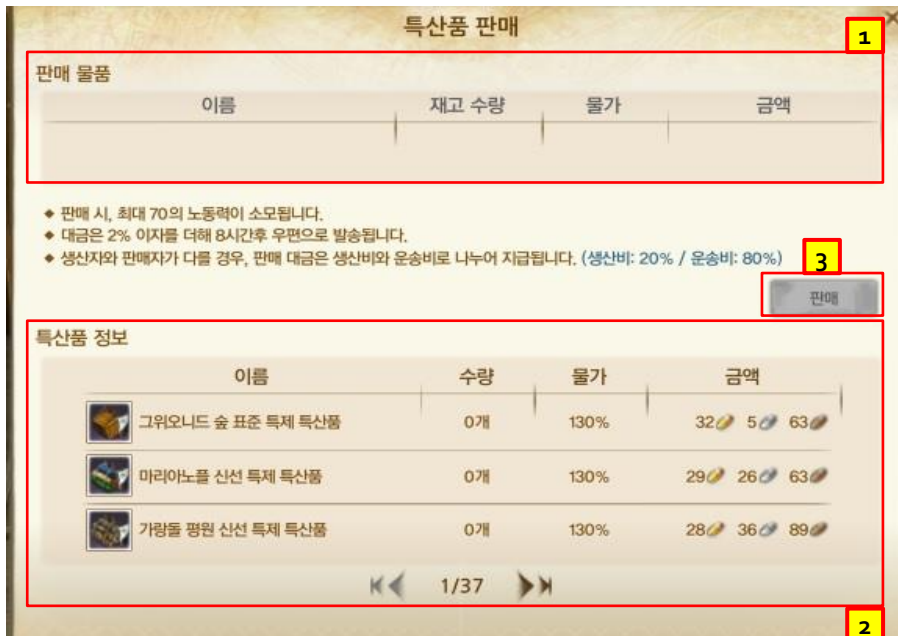 특산품 판매
1
판매 물품
이름 재고 수량 물가 금액
◆ 판매 시, 최대 70의 노동력이 소모됩니다.
◆ 대금은 2% 이자를 더해 8시간후 우편으로 발송됩니다.
◆ 생산자와 판매자가 다를 경우, 판매 대금은 생산비와 운송비로 나누어 지급됩니다. (생산비: 20% / 운송비: 80%)
3
판매
특산품 정보
이름 수량 물가 금액
그위오니드 숲 표준 특제 특산품 0개 130% 32 5 63
마리아노플 신선 특제 특산품 0개 130% 29 26 63
가랑돌 평원 신선 특제 특산품 0개 130% 28 36 89
1/37
2